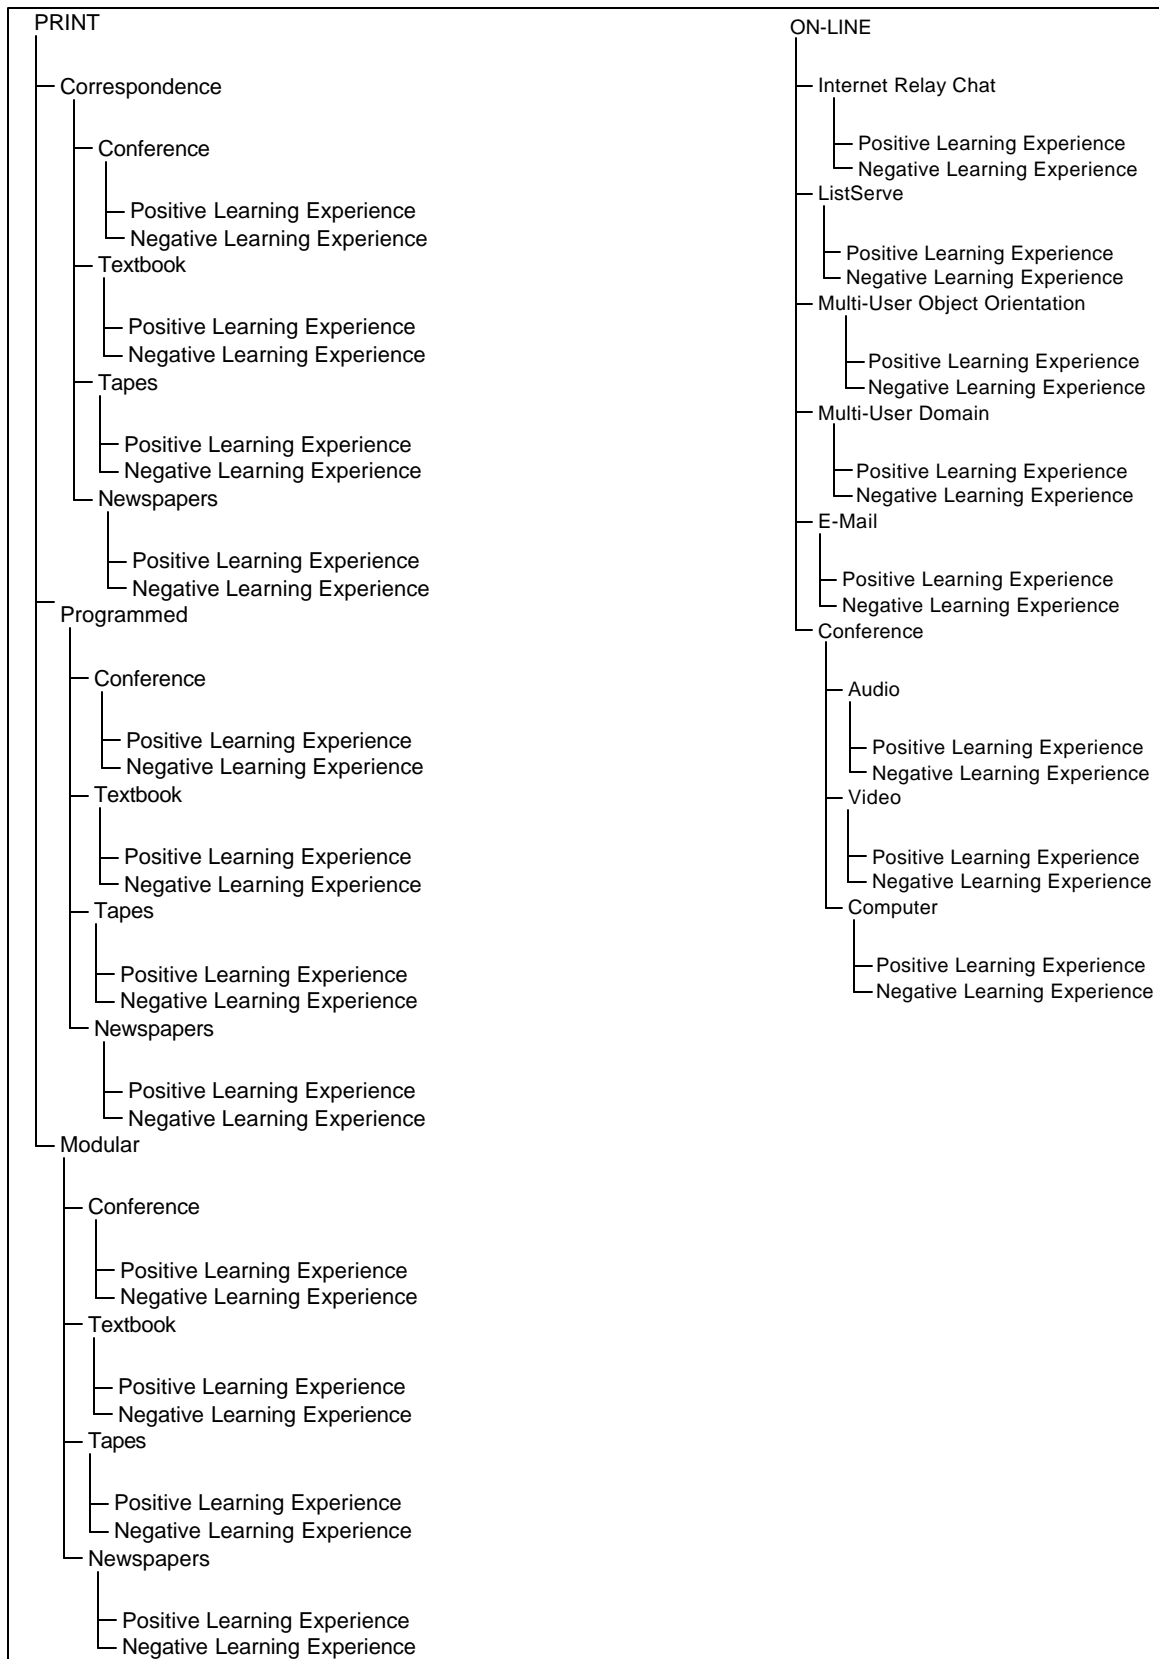 PRINT
Correspondence
Conference
Positive Learning Experience
Negative Learning Experience
Textbook
Positive Learning Experience
Negative Learning Experience
Tapes
Positive Learning Experience
Negative Learning Experience
Newspapers
Positive Learning Experience
Negative Learning Experience
Programmed
Conference
Positive Learning Experience
Negative Learning Experience
Textbook
Positive Learning Experience
Negative Learning Experience
Tapes
Positive Learning Experience
Negative Learning Experience
Newspapers
Positive Learning Experience
Negative Learning Experience
Modular
Conference
Positive Learning Experience
Negative Learning Experience
Textbook
Positive Learning Experience
Negative Learning Experience
Tapes
Positive Learning Experience
Negative Learning Experience
Newspapers
Positive Learning Experience
Negative Learning Experience
ON-LINE
Internet Relay Chat
Positive Learning Experience
Negative Learning Experience
ListServe
Positive Learning Experience
Negative Learning Experience
Multi-User Object Orientation
Positive Learning Experience
Negative Learning Experience
Multi-User Domain
Positive Learning Experience
Negative Learning Experience
E-Mail
Positive Learning Experience
Negative Learning Experience
Conference
Audio
Positive Learning Experience
Negative Learning Experience
Video
Positive Learning Experience
Negative Learning Experience
Computer
Positive Learning Experience
Negative Learning Experience